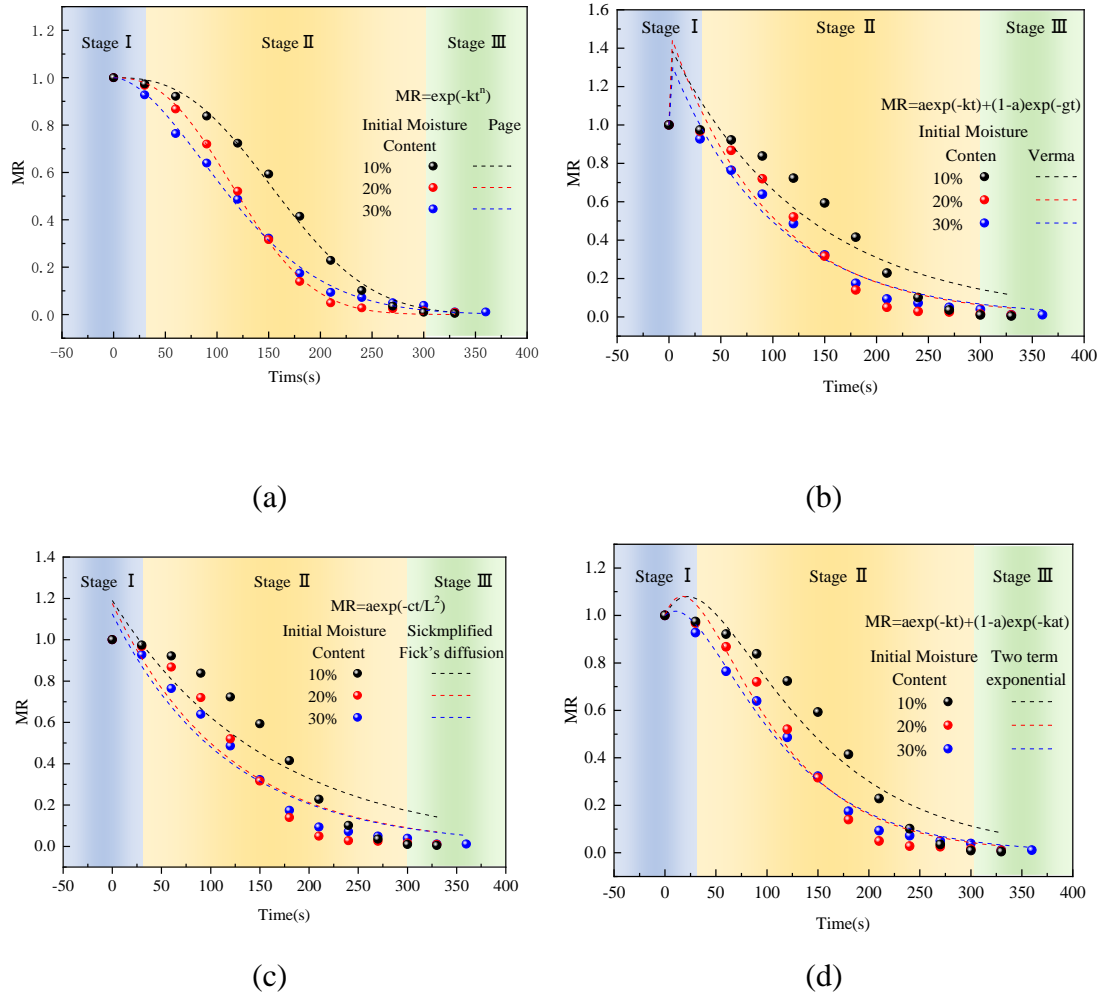 Stage Ⅰ Stage Ⅱ Stage Ⅲ
MR=exp(-ktⁿ)
Initial Moisture Page
Content
10%
20%
30%
MR
1.2
1.0
0.8
0.6
0.4
0.2
0.0
-50 0 50 100 150 200 250 300 350 400
Tims(s)
(a)
Stage Ⅰ Stage Ⅱ Stage Ⅲ
MR=aexp(-kt)+(1-a)exp(-gt)
Initial Moisture
Conten Verma
10%
20%
30%
MR
1.6
1.4
1.2
1.0
0.8
0.6
0.4
0.2
0.0
-50 0 50 100 150 200 250 300 350 400
Time(s)
(b)
Stage Ⅰ Stage Ⅱ Stage Ⅲ
MR=aexp(-ct/L²)
Initial Moisture Sickmplified
Content Fick's diffusion
10%
20%
30%
MR
1.4
1.2
1.0
0.8
0.6
0.4
0.2
0.0
-50 0 50 100 150 200 250 300 350 400
Time(s)
(c)
Stage Ⅰ Stage Ⅱ Stage Ⅲ
MR=aexp(-kt)+(1-a)exp(-kat)
Initial Moisture Two term
Content exponential
10%
20%
30%
MR
1.2
1.0
0.8
0.6
0.4
0.2
0.0
-50 0 50 100 150 200 250 300 350 400
Time(s)
(d)